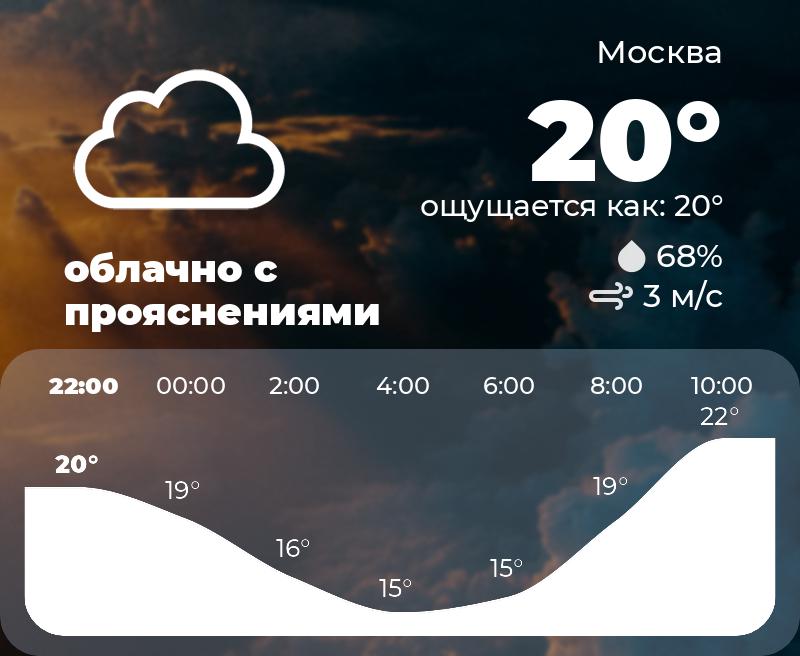 Москва
20°
ощущается как: 20°
68%
3 м/с
облачно с
прояснениями
22:00 00:00 2:00 4:00 6:00 8:00 10:00
20° 19° 16° 15° 15° 19° 22°